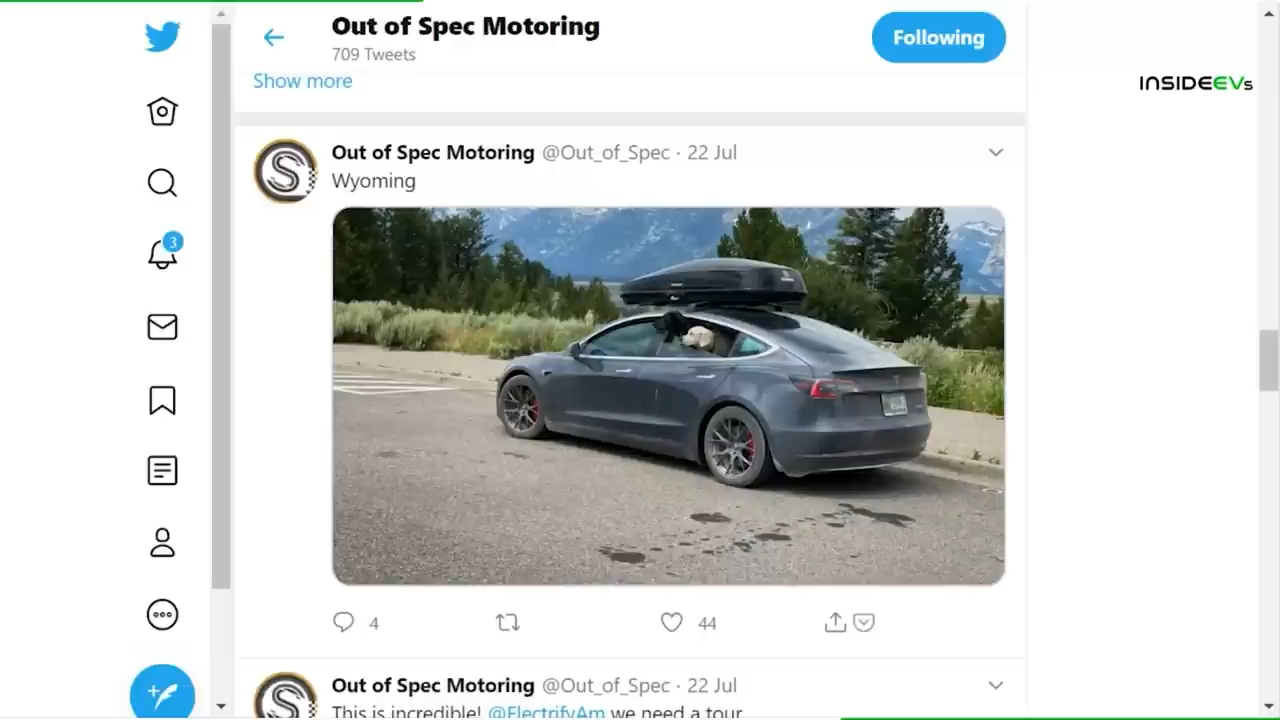 Out of Spec Motoring
709 Tweets
Following
Show more
INSIDEEVs
Out of Spec Motoring @Out_of_Spec · 22 Jul
Wyoming
3
4
44
Out of Spec Motoring @Out_of_Spec · 22 Jul
This is incredible! @ElectrifyAm we need a tour